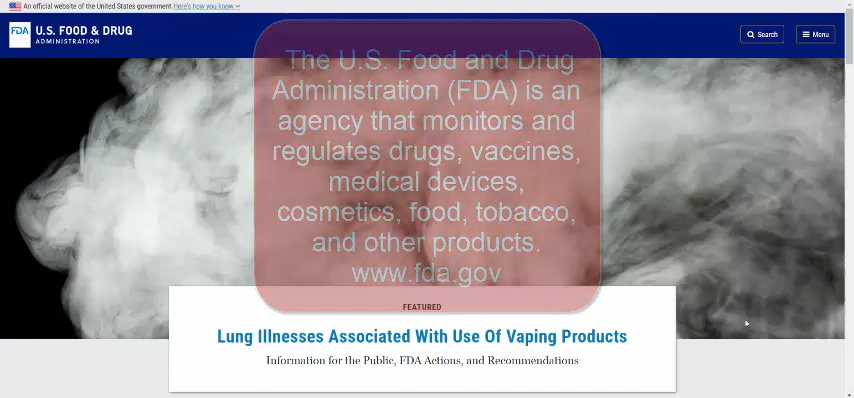 An official website of the United States government Here's how you know
FDA U.S. FOOD & DRUG
ADMINISTRATION
Search
Menu
The U.S. Food and Drug
Administration (FDA) is an
agency that monitors and
regulates drugs, vaccines,
medical devices,
cosmetics, food, tobacco,
and other products.
www.fda.gov
FEATURED
Lung Illnesses Associated With Use Of Vaping Products
Information for the Public, FDA Actions, and Recommendations